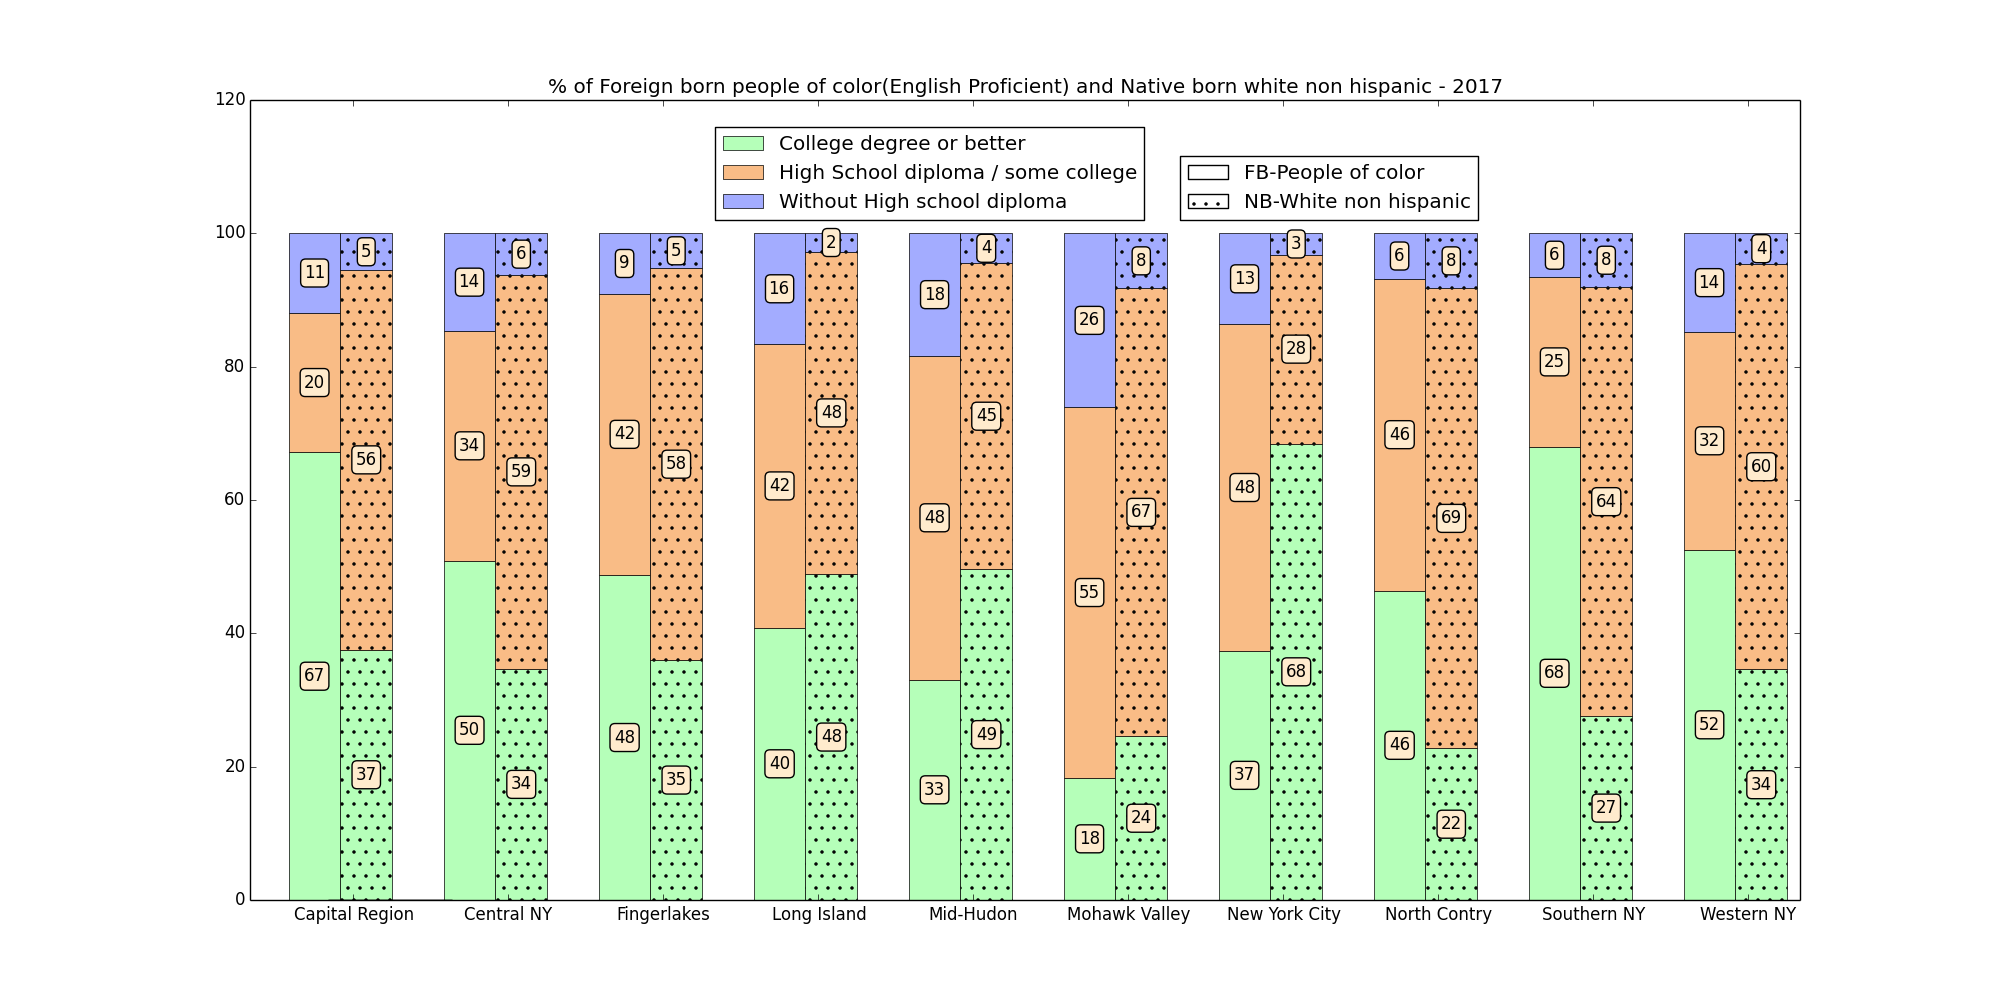 % of Foreign born people of color(English Proficient) and Native born white non hispanic - 2017
120
100
80
60
40
20
0
College degree or better
High School diploma / some college
Without High school diploma
FB-People of color
NB-White non hispanic
11 5 14 6 9 5 16 2 18 4 26 8 13 3 6 8 6 8 14 4
20 56 34 59 42 58 42 48 48 45 55 67 48 28 46 69 25 64 32 60
67 37 50 34 48 35 40 48 33 49 18 24 37 68 46 22 68 27 52 34
Capital Region Central NY Fingerlakes Long Island Mid-Hudon Mohawk Valley New York City North Contry Southern NY Western NY